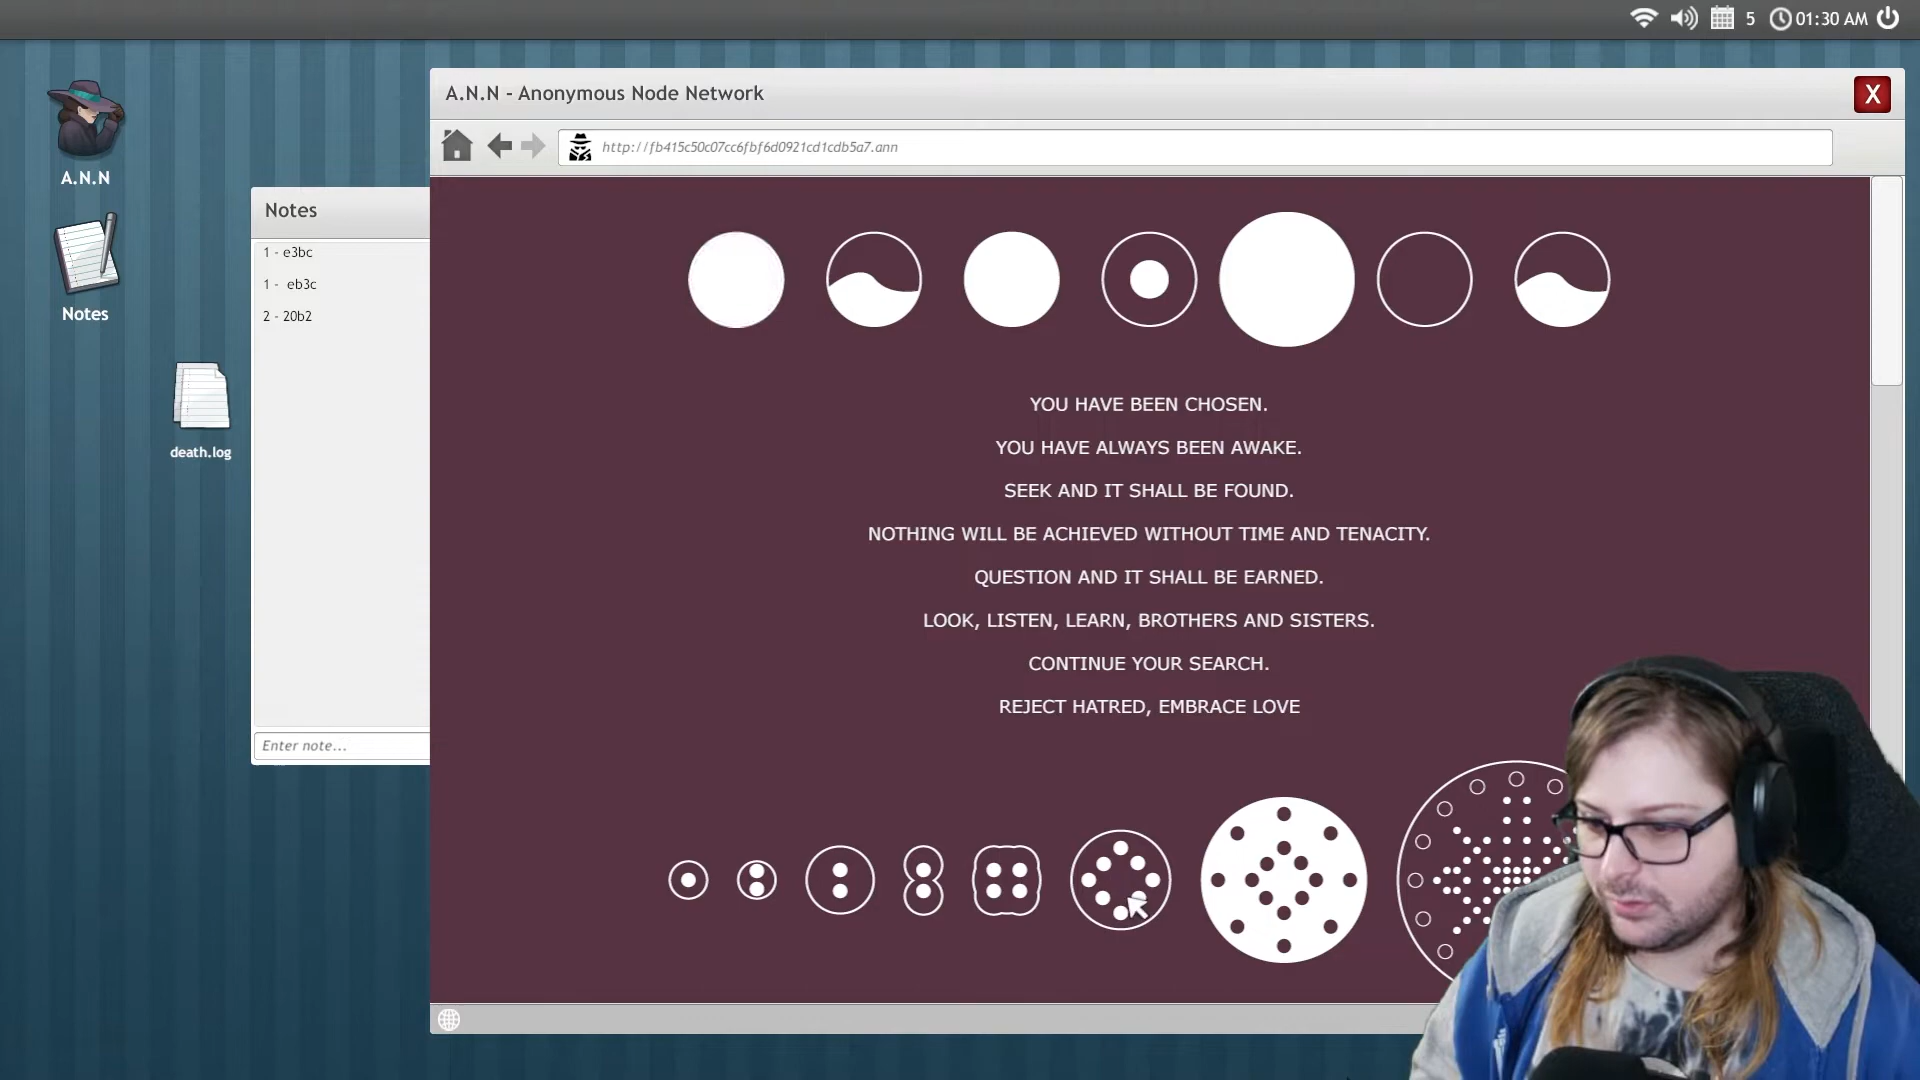 5 01:30 AM
A.N.N - Anonymous Node Network
X
http://fb415c50c07cc6fbf6d0921cd1cdb5a7.ann
A.N.N
Notes
death.log
Notes
1 - e3bc
1 -  eb3c
2 - 20b2
Enter note...
YOU HAVE BEEN CHOSEN.
YOU HAVE ALWAYS BEEN AWAKE.
SEEK AND IT SHALL BE FOUND.
NOTHING WILL BE ACHIEVED WITHOUT TIME AND TENACITY.
QUESTION AND IT SHALL BE EARNED.
LOOK, LISTEN, LEARN, BROTHERS AND SISTERS.
CONTINUE YOUR SEARCH.
REJECT HATRED, EMBRACE LOVE